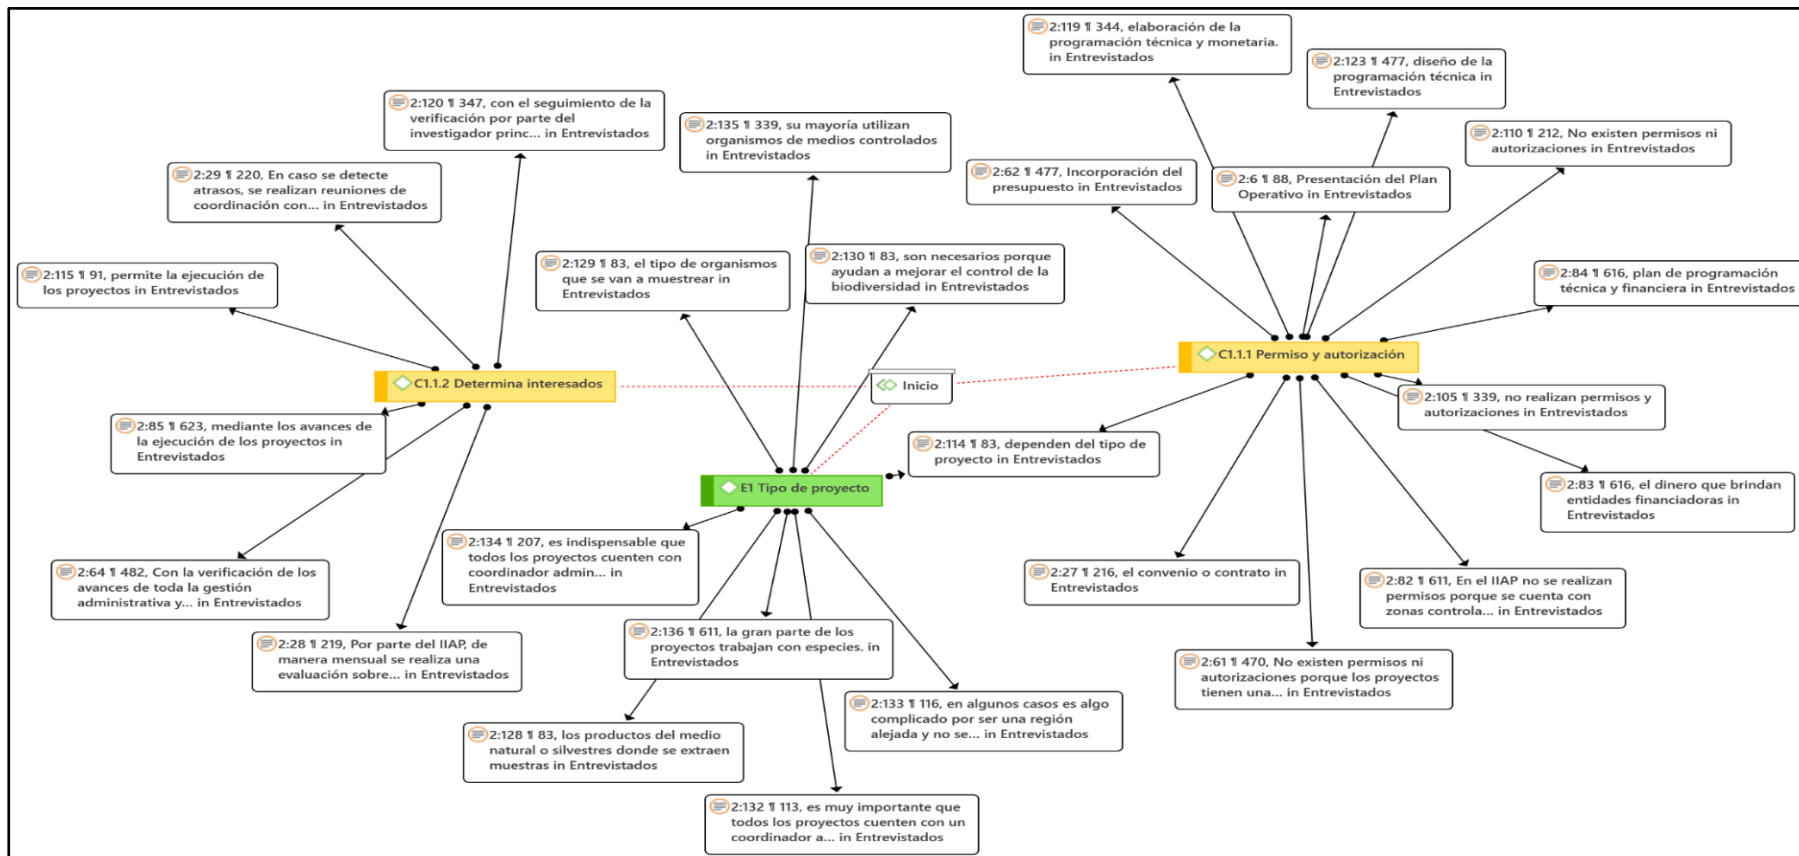 2:119 ¶ 344, elaboración de la
programación técnica y monetaria.
in Entrevistados
2:123 ¶ 477, diseño de la
programación técnica in
Entrevistados
2:120 ¶ 347, con el seguimiento de la
verificación por parte del
investigador princ... in Entrevistados
2:135 ¶ 339, su mayoría utilizan
organismos de medios controlados
in Entrevistados
2:110 ¶ 212, No existen permisos ni
autorizaciones in Entrevistados
2:29 ¶ 220, En caso se detecte
atrasos, se realizan reuniones de
coordinación con... in Entrevistados
2:62 ¶ 477, Incorporación del
presupuesto in Entrevistados
2:6 ¶ 88, Presentación del Plan
Operativo in Entrevistados
2:115 ¶ 91, permite la ejecución de
los proyectos in Entrevistados
2:129 ¶ 83, el tipo de organismos
que se van a muestrear in
Entrevistados
2:130 ¶ 83, son necesarios porque
ayudan a mejorar el control de la
biodiversidad in Entrevistados
2:84 ¶ 616, plan de programación
técnica y financiera in Entrevistados
C1.1.1 Permiso y autorización
C1.1.2 Determina interesados
Inicio
2:85 ¶ 623, mediante los avances de
la ejecución de los proyectos in
Entrevistados
2:105 ¶ 339, no realizan permisos y
autorizaciones in Entrevistados
2:114 ¶ 83, dependen del tipo de
proyecto in Entrevistados
E1 Tipo de proyecto
2:83 ¶ 616, el dinero que brindan
entidades financiadoras in
Entrevistados
2:134 ¶ 207, es indispensable que
todos los proyectos cuenten con
coordinador admin... in
Entrevistados
2:64 ¶ 482, Con la verificación de los
avances de toda la gestión
administrativa y... in Entrevistados
2:27 ¶ 216, el convenio o contrato in
Entrevistados
2:82 ¶ 611, En el IIAP no se realizan
permisos porque se cuenta con
zonas controla... in Entrevistados
2:28 ¶ 219, Por parte del IIAP, de
manera mensual se realiza una
evaluación sobre... in Entrevistados
2:136 ¶ 611, la gran parte de los
proyectos trabajan con especies. in
Entrevistados
2:61 ¶ 470, No existen permisos ni
autorizaciones porque los proyectos
tienen una... in Entrevistados
2:133 ¶ 116, en algunos casos es algo
complicado por ser una región
alejada y no se... in Entrevistados
2:128 ¶ 83, los productos del medio
natural o silvestres donde se extraen
muestras in Entrevistados
2:132 ¶ 113, es muy importante que
todos los proyectos cuenten con un
coordinador a... in Entrevistados